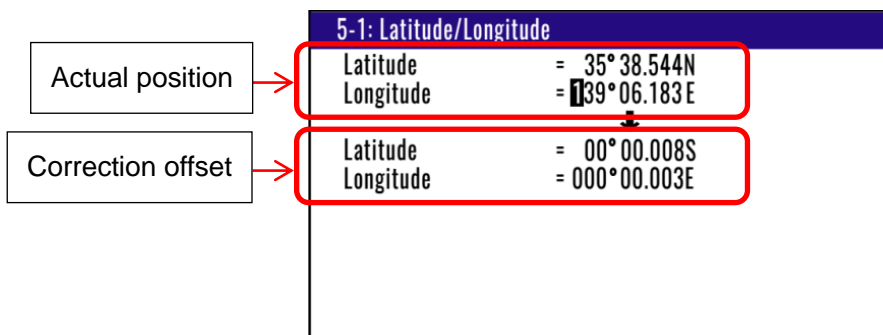 5-1: Latitude/Longitude
Actual position
Latitude = 35°38.544N
Longitude = 139°06.183E
Correction offset
Latitude = 00°00.008S
Longitude = 000°00.003E